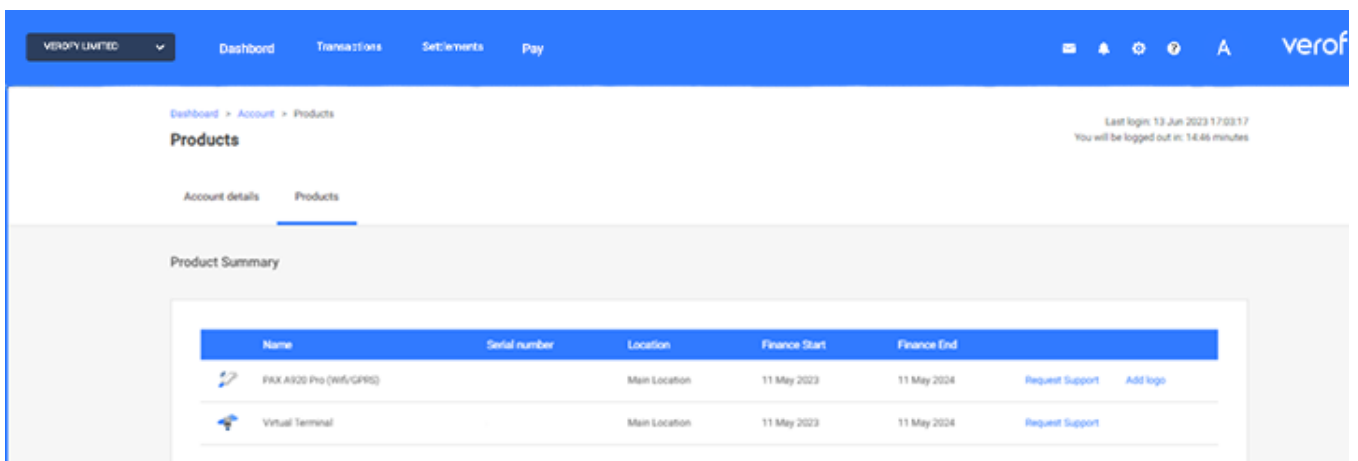 VEROFY LIMITED Dashbord Transactions Settlements Pay A verof
Dashboard > Account > Products
Last login: 13 Jun 2023 17:03:17
Products
You will be logged out in: 14:46 minutes
Account details Products
Product Summary
Name Serial number Location Finance Start Finance End
PAX A920 Pro (Wifi/GPRS) Main Location 11 May 2023 11 May 2024 Request Support Add logo
Virtual Terminal Main Location 11 May 2023 11 May 2024 Request Support